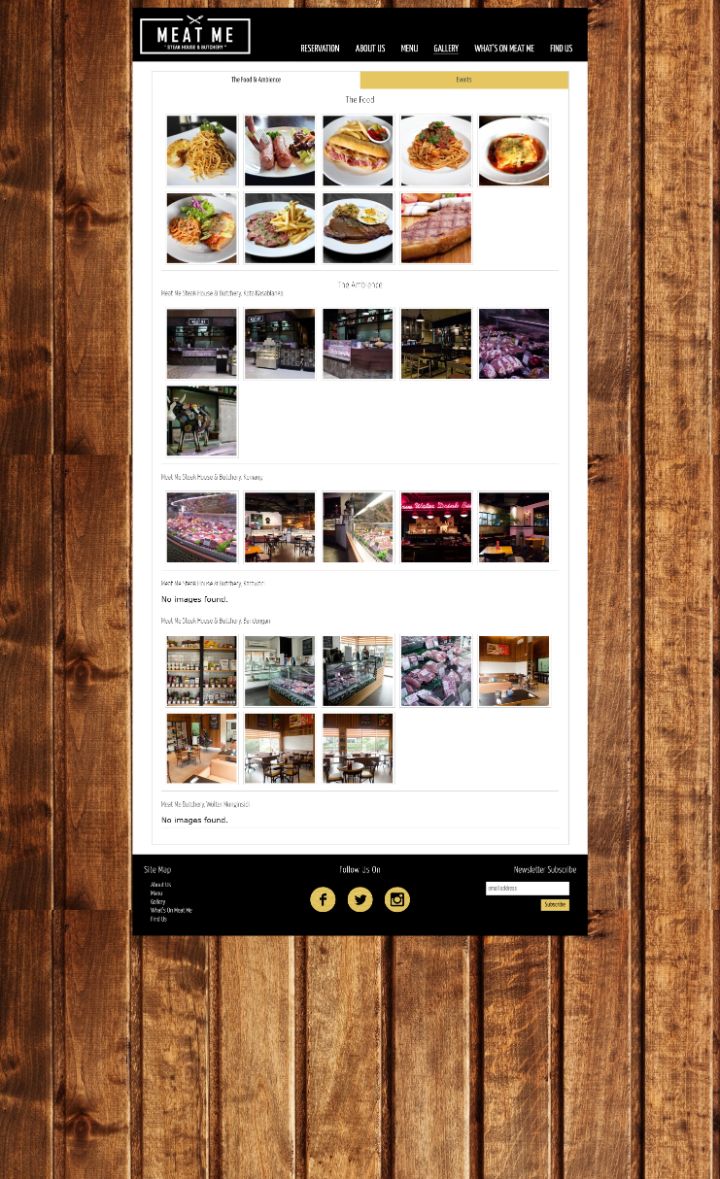 MEAT ME
STEAK HOUSE & BUTCHERY
RESERVATION ABOUT US MENU GALLERY WHAT'S ON MEAT ME FIND US
The Food & Ambience Events
The Food
The Ambience
Meat Me Steak House & Butchery, Kota Kasablanka
MEAT ME
Meat Me Steak House & Butchery, Kemang
Meat Me Steak House & Butchery,
No images found.
Meat Me Steak House & Butchery,
Meat Me Butchery, Wolter Monginsidi
No images found.
Site Map Follow Us On Newsletter Subscribe
About Us
Menu
Gallery
What's On Meat Me
Find Us
email address
Subscribe